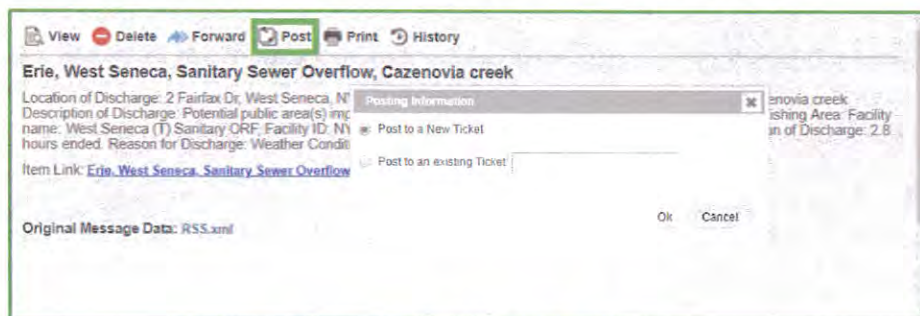 View Delete Forward Post Print History
Erie, West Seneca, Sanitary Sewer Overflow, Cazenovia creek
Location of Discharge: 2 Fairfax Dr, West Seneca, NY
Posting Information
enovia creek
Description of Discharge: Potential public area(s) imp
ishing Area. Facility
name: West Seneca (T) Sanitary ORF, Facility ID: NY
Post to a New Ticket
n of Discharge: 2.8
hours ended. Reason for Discharge: Weather Condit
Post to an existing Ticket
Item Link: Erie, West Seneca, Sanitary Sewer Overflow
Ok Cancel
Original Message Data: RSS.xml